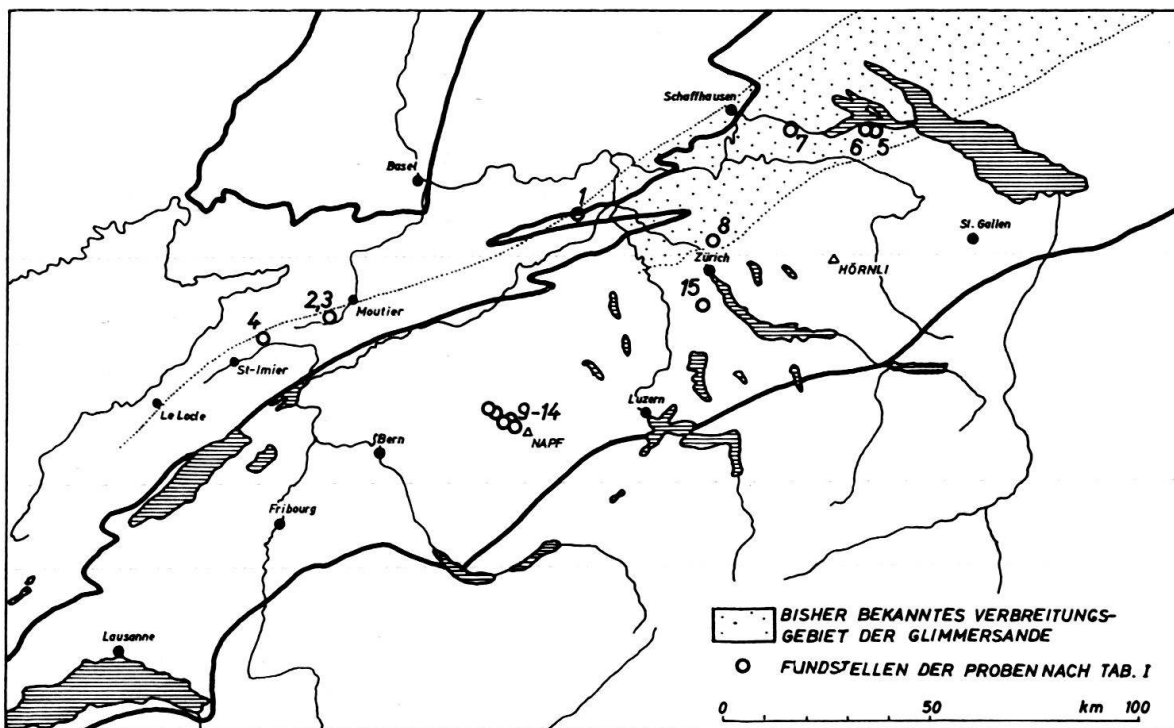 Schaffhausen
7
6
5
Basel
1
St. Gallen
8
Zürich
HÖRNLI
2,3
15
Moutier
4
St-Imier
Le Locle
9-14
Luzern
NAPF
Bern
Fribourg
BISHER BEKANNTES VERBREITUNGS-
GEBIET DER GLIMMERSANDE
Lausanne
FUNDSTELLEN DER PROBEN NACH TAB. I
0 50 km 100